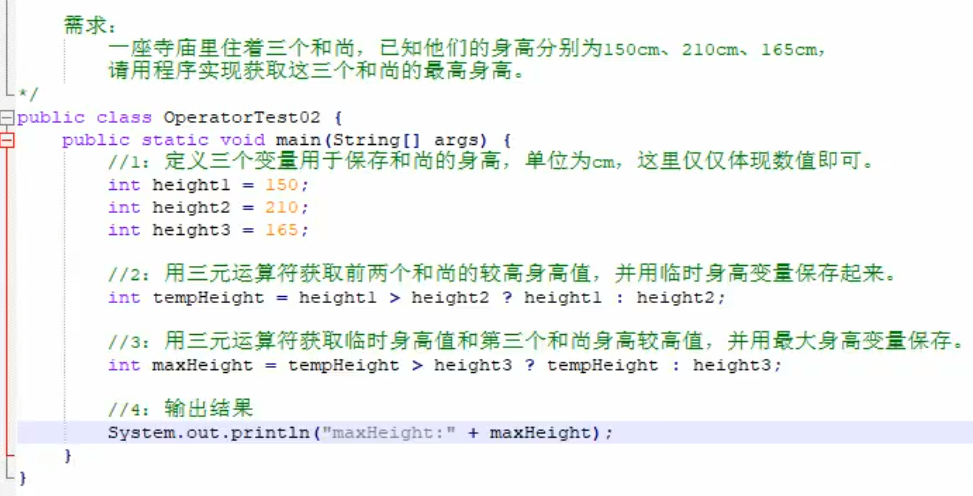 需求：
一座寺庙里住着三个和尚，已知他们的身高分别为150cm、210cm、165cm，
请用程序实现获取这三个和尚的最高身高。
*/
public class OperatorTest02 {
public static void main(String[] args) {
//1：定义三个变量用于保存和尚的身高，单位为cm，这里仅仅体现数值即可。
int height1 = 150;
int height2 = 210;
int height3 = 165;
//2：用三元运算符获取前两个和尚的较高身高值，并用临时身高变量保存起来。
int tempHeight = height1 > height2 ? height1 : height2;
//3：用三元运算符获取临时身高值和第三个和尚身高较高值，并用最大身高变量保存。
int maxHeight = tempHeight > height3 ? tempHeight : height3;
//4：输出结果
System.out.println("maxHeight:" + maxHeight);
}
}